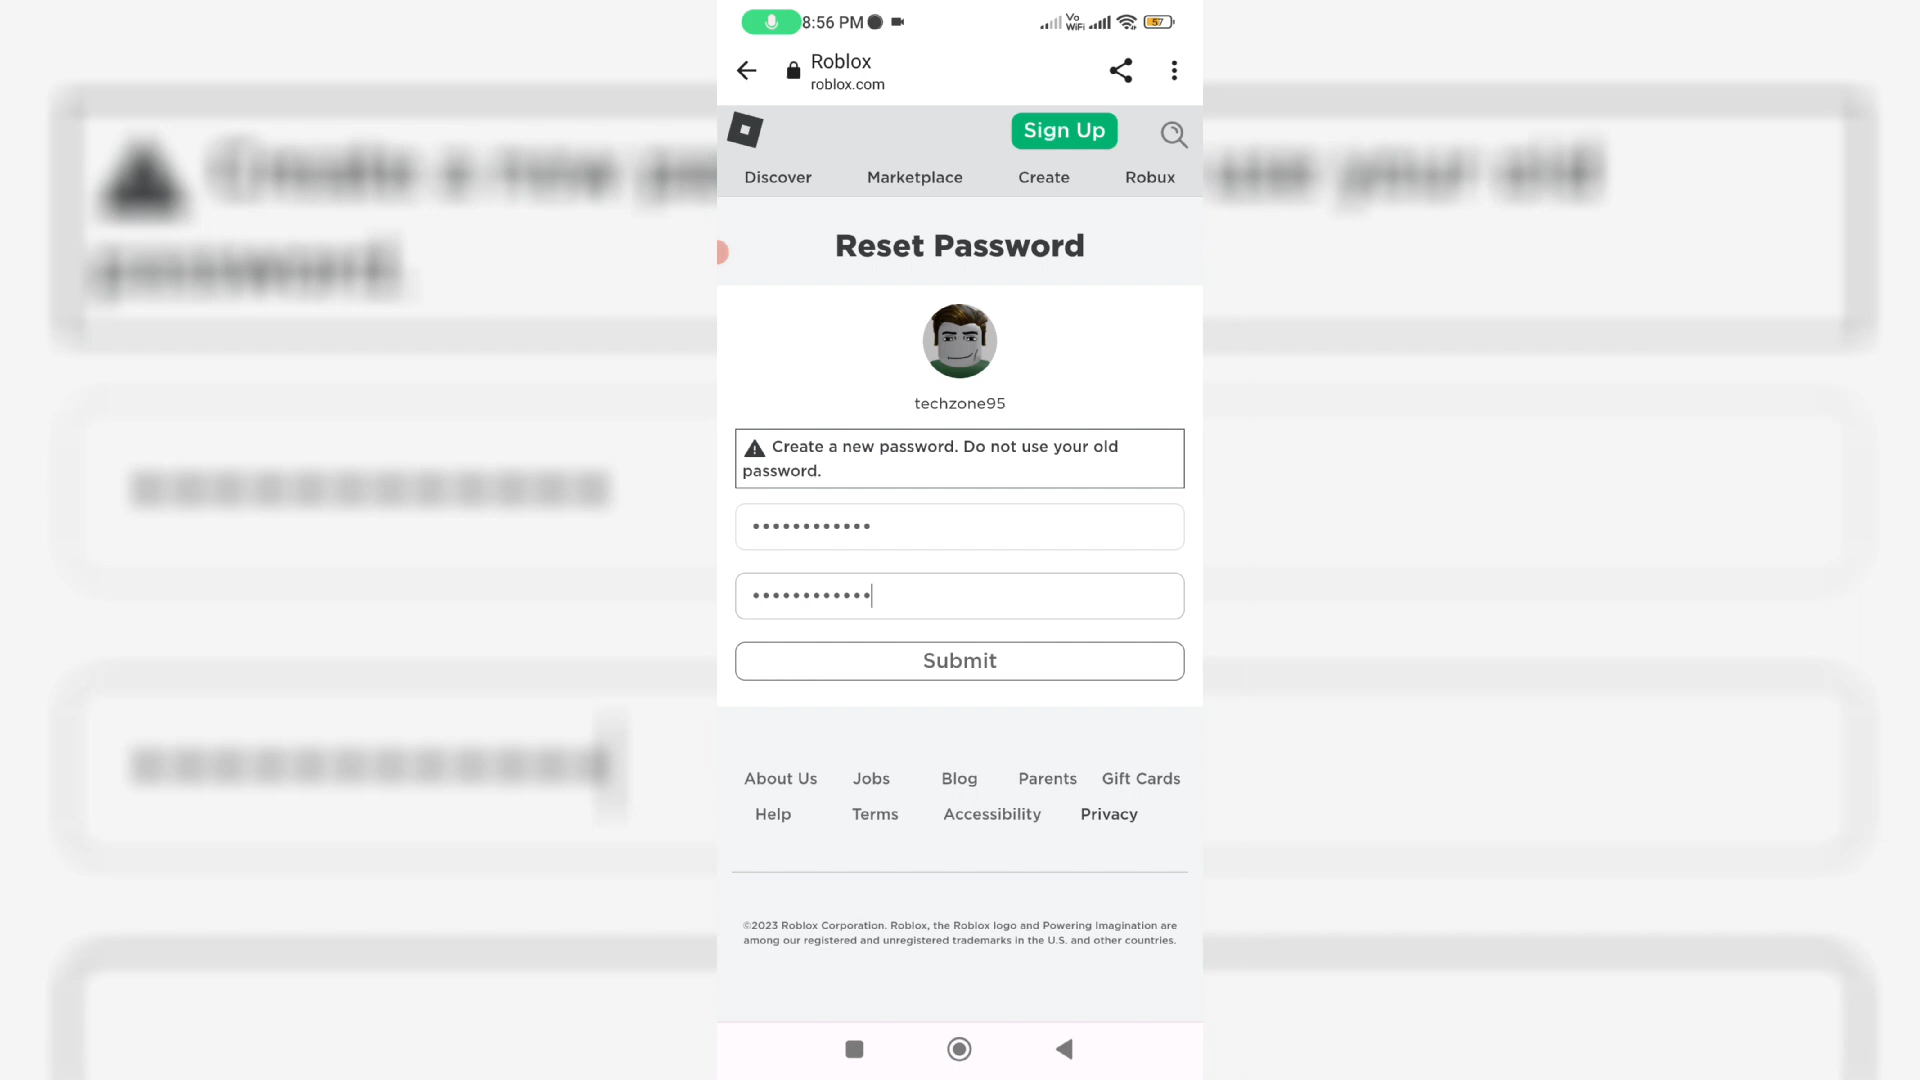 8:56 PM
Vo
WiFi
57
Roblox
roblox.com
Sign Up
Discover Marketplace Create Robux
Reset Password
techzone95
Create a new password. Do not use your old
password.
••••••••••••
••••••••••••
Submit
About Us Jobs Blog Parents Gift Cards
Help Terms Accessibility Privacy
©2023 Roblox Corporation. Roblox, the Roblox logo and Powering Imagination are
among our registered and unregistered trademarks in the U.S. and other countries.